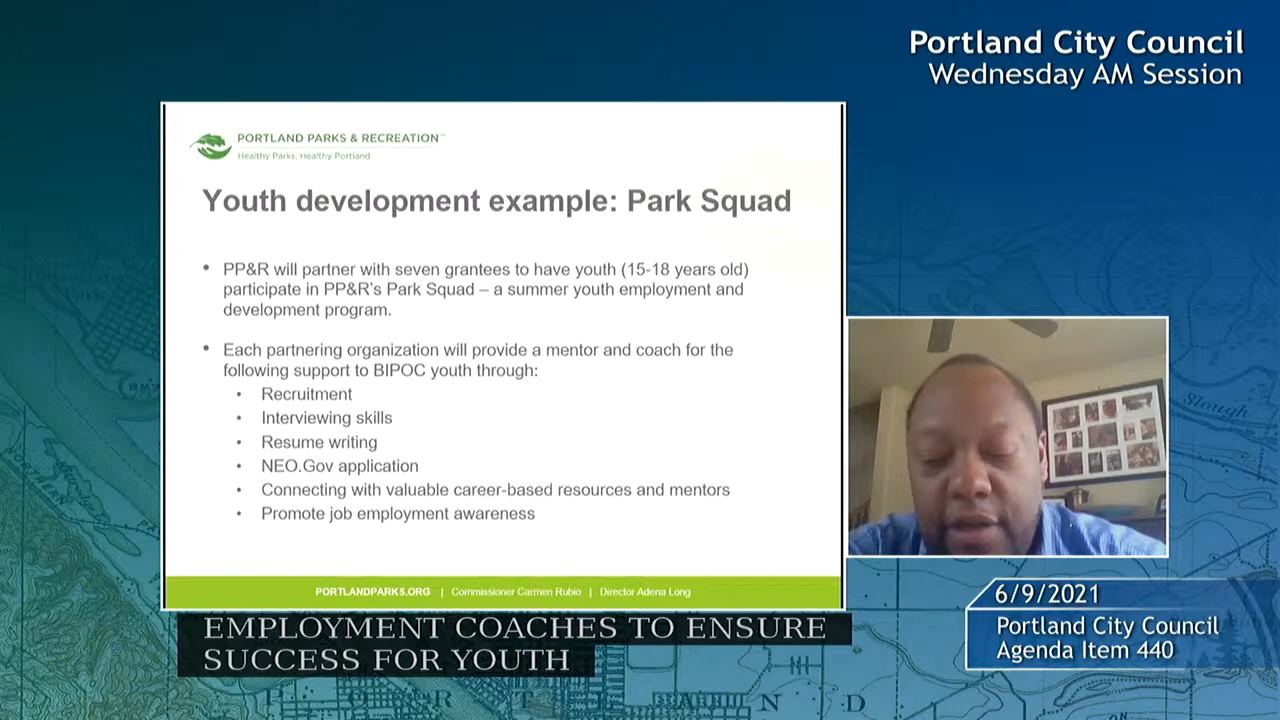 Portland City Council
Wednesday AM Session
PORTLAND PARKS & RECREATION
Healthy Parks, Healthy Portland
Youth development example: Park Squad
• PP&R will partner with seven grantees to have youth (15-18 years old)
participate in PP&R's Park Squad – a summer youth employment and
development program.
• Each partnering organization will provide a mentor and coach for the
following support to BIPOC youth through:
• Recruitment
• Interviewing skills
• Resume writing
• NEO.Gov application
• Connecting with valuable career-based resources and mentors
• Promote job employment awareness
PORTLANDPARKS.ORG | Commissioner Carmen Rubio | Director Adena Long
EMPLOYMENT COACHES TO ENSURE
SUCCESS FOR YOUTH
6/9/2021
Portland City Council
Agenda Item 440
Slough